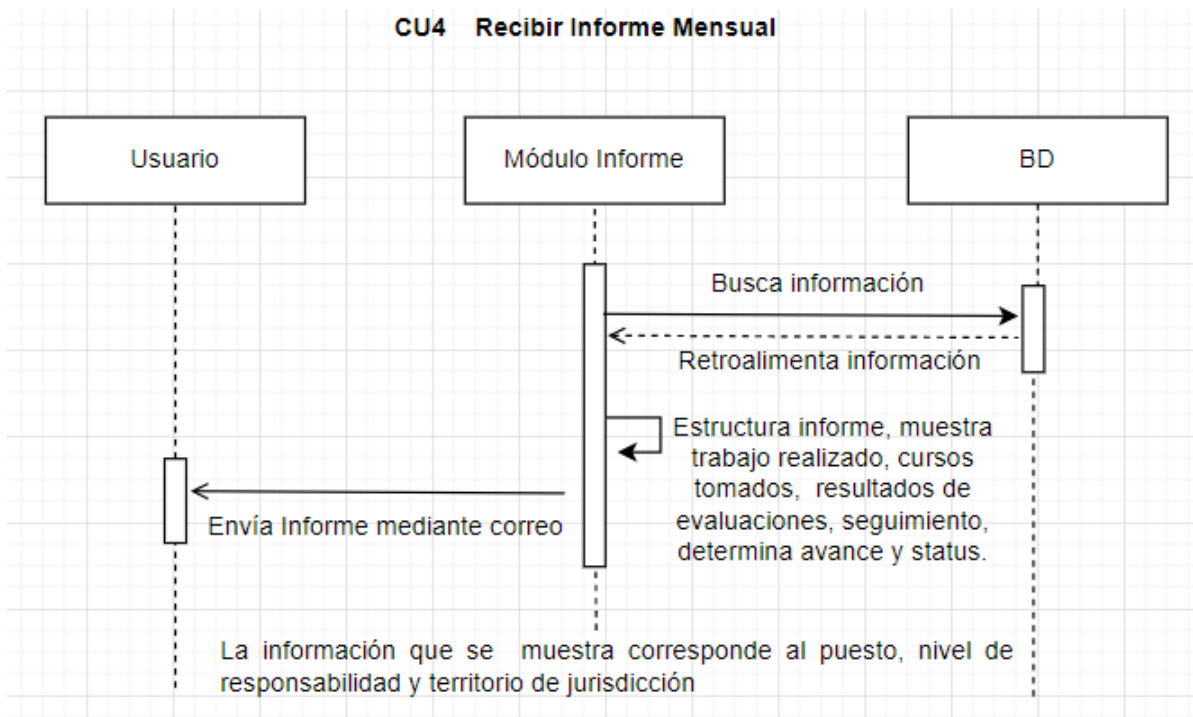 CU4 Recibir Informe Mensual
Usuario
Módulo Informe
BD
Busca información
Retroalimenta información
Estructura informe, muestra
trabajo realizado, cursos
tomados, resultados de
evaluaciones, seguimiento,
determina avance y status.
Envía Informe mediante correo
La información que se muestra corresponde al puesto, nivel de
responsabilidad y territorio de jurisdicción